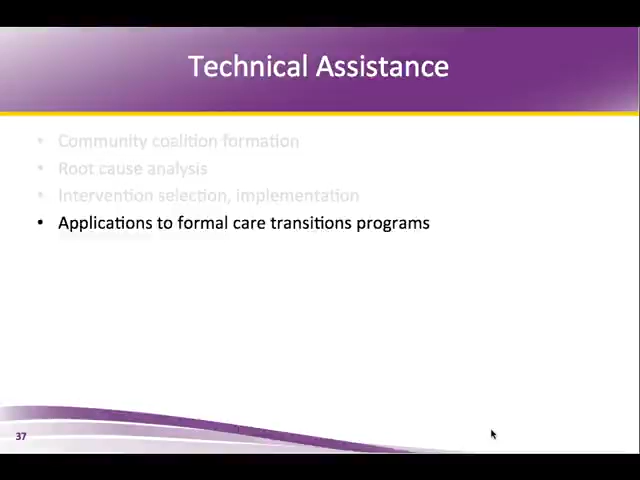 Technical Assistance
• Community coalition formation
• Root cause analysis
• Intervention selection, implementation
• Applications to formal care transitions programs
37